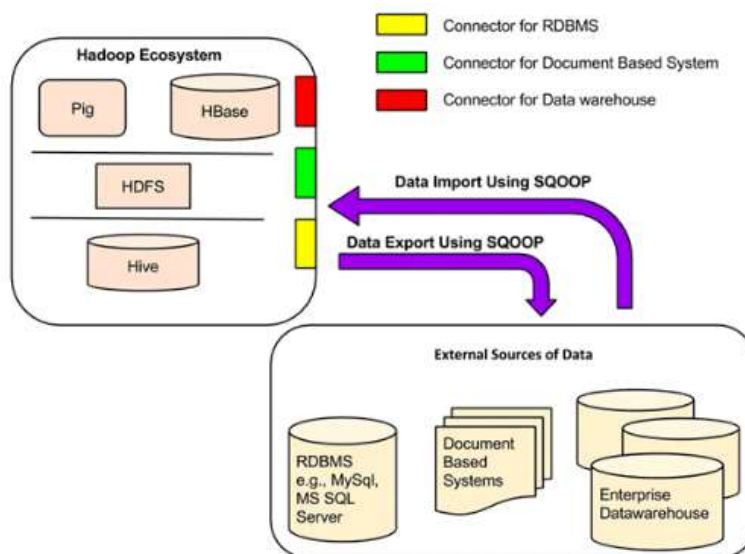 Hadoop Ecosystem
Pig
HBase
HDFS
Hive
Connector for RDBMS
Connector for Document Based System
Connector for Data warehouse
Data Import Using SQOOP
Data Export Using SQOOP
External Sources of Data
RDBMS
e.g., MySql,
MS SQL
Server
Document
Based
Systems
Enterprise
Datawarehouse